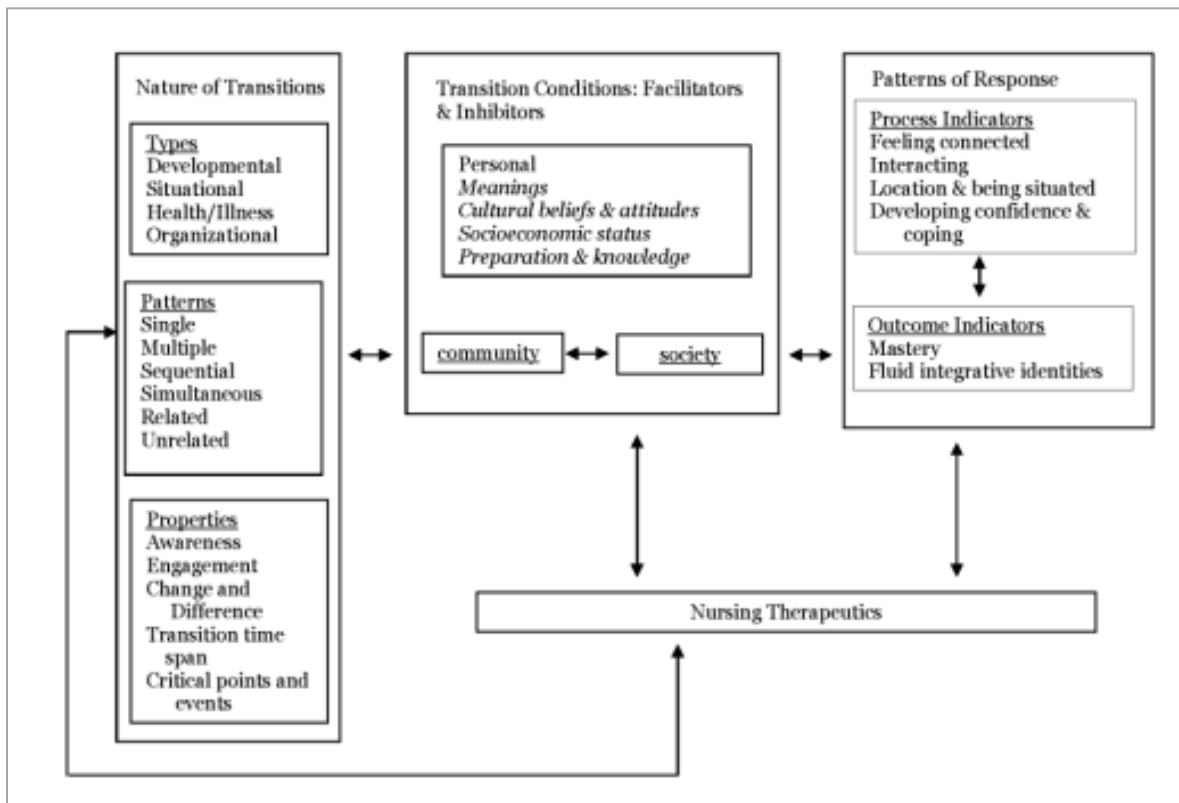 Nature of Transitions
Types
Developmental
Situational
Health/Illness
Organizational
Patterns
Single
Multiple
Sequential
Simultaneous
Related
Unrelated
Properties
Awareness
Engagement
Change and
Difference
Transition time
span
Critical points and
events
Transition Conditions: Facilitators
& Inhibitors
Personal
Meanings
Cultural beliefs & attitudes
Socioeconomic status
Preparation & knowledge
community
society
Patterns of Response
Process Indicators
Feeling connected
Interacting
Location & being situated
Developing confidence &
coping
Outcome Indicators
Mastery
Fluid integrative identities
Nursing Therapeutics